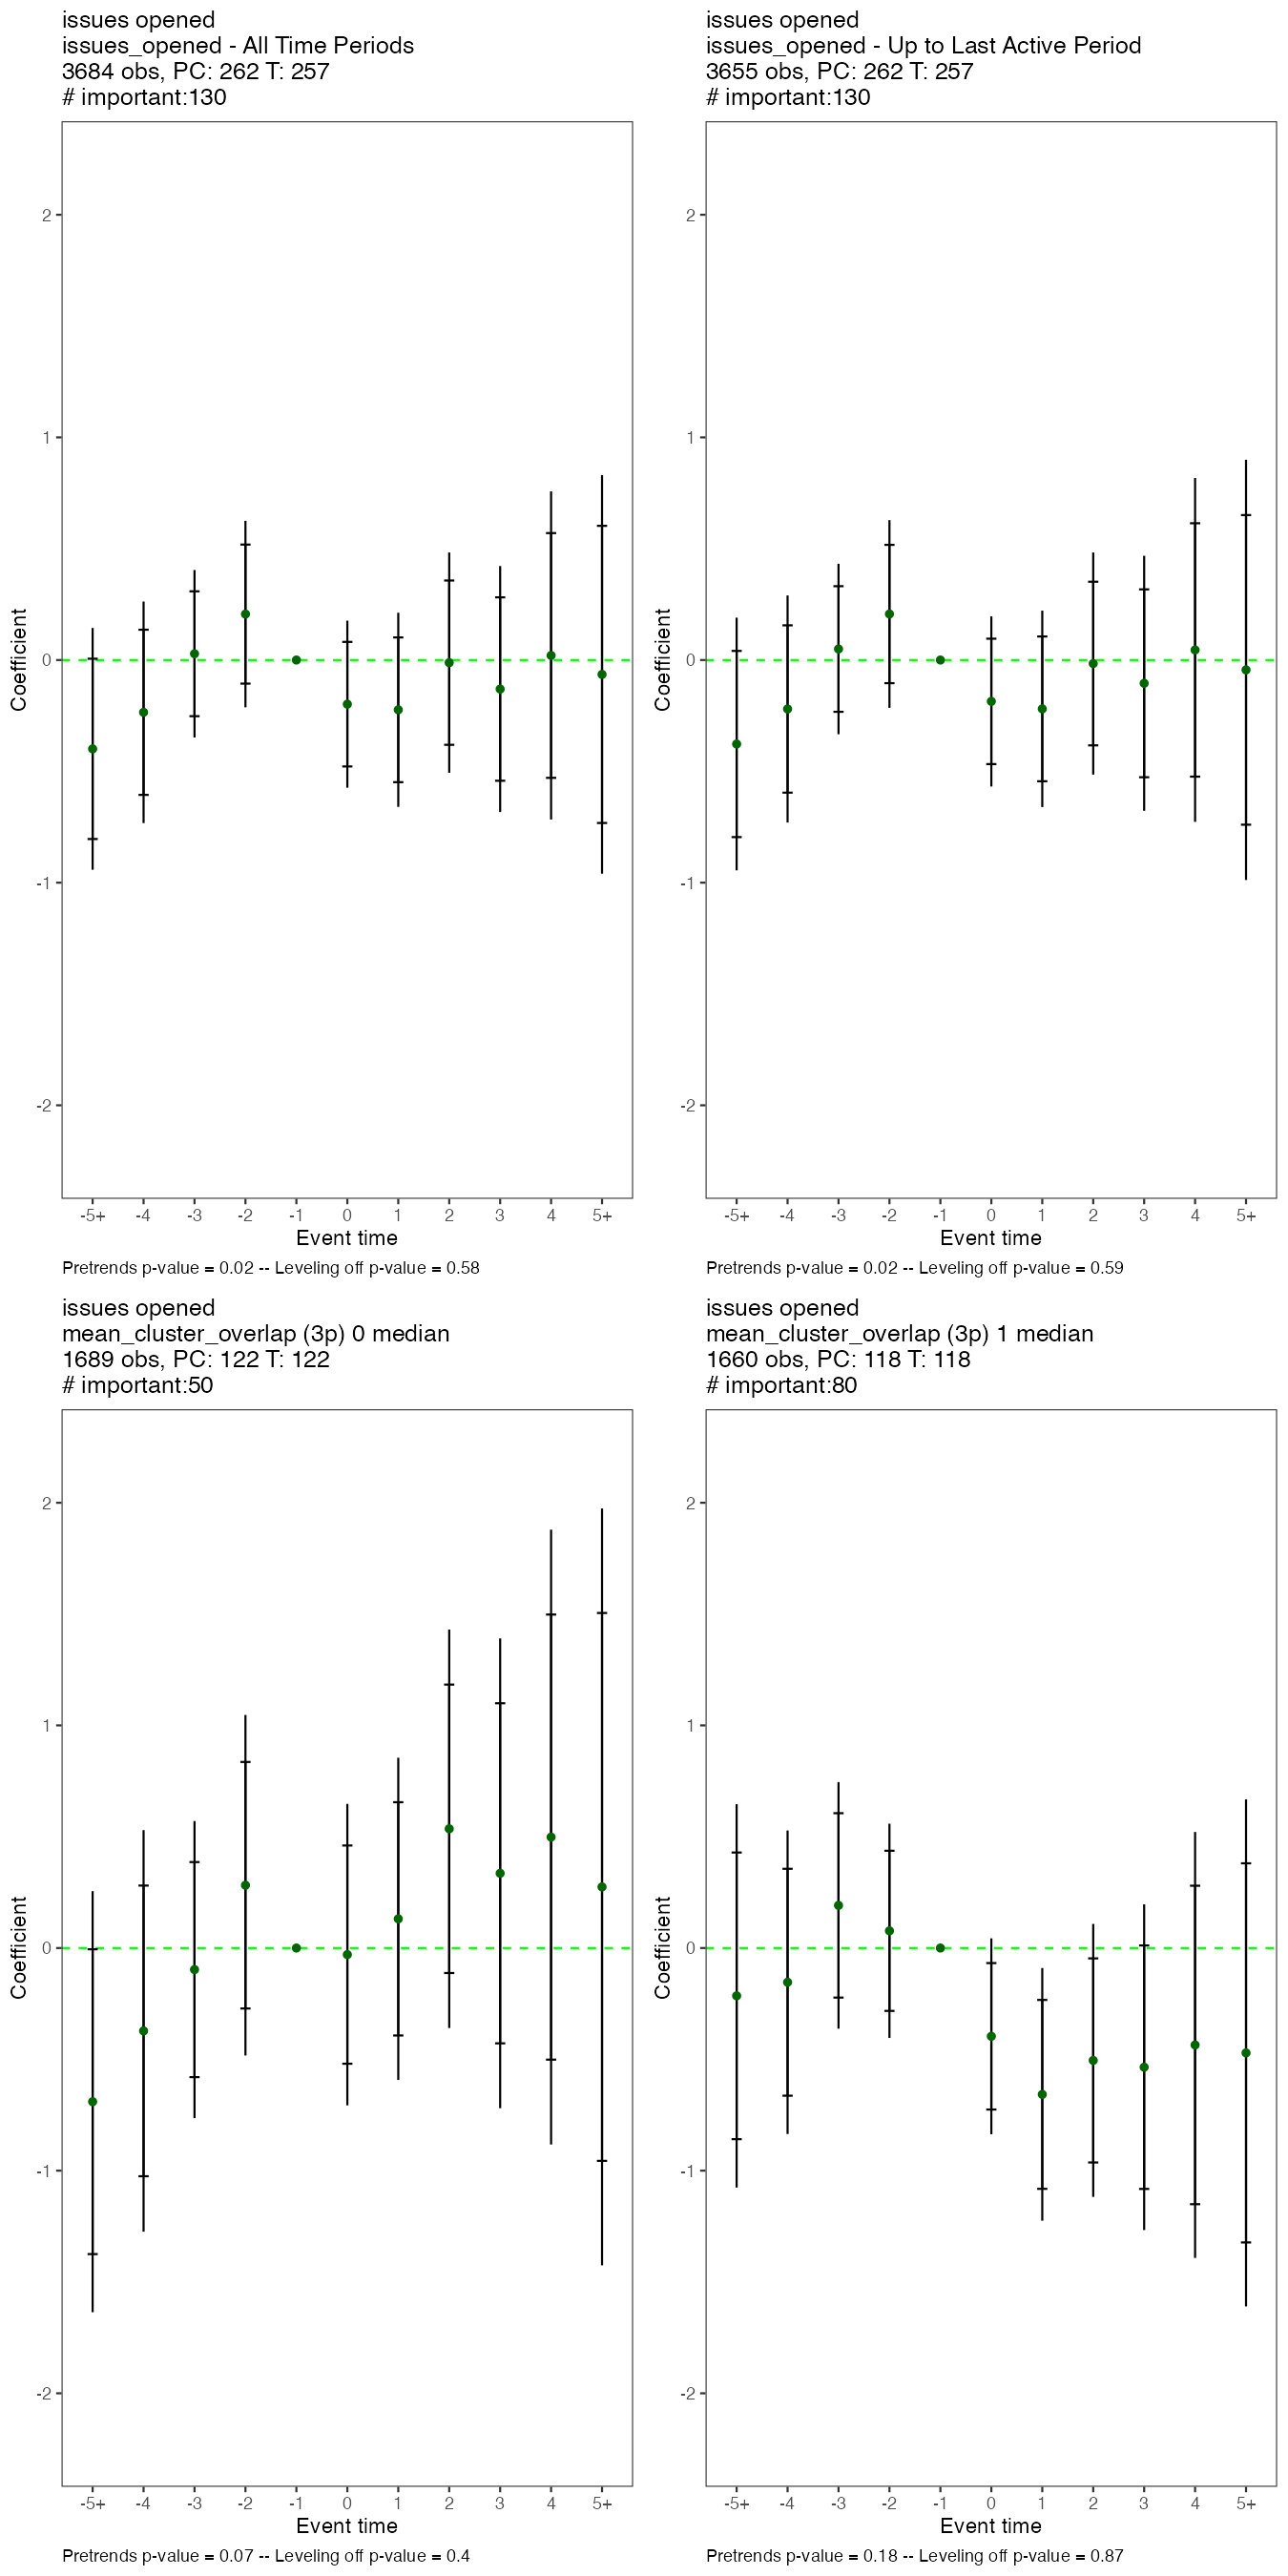 issues opened
issues_opened - All Time Periods
3684 obs, PC: 262 T: 257
# important:130
2
1
0
-1
-2
Coefficient
-5+ -4 -3 -2 -1 0 1 2 3 4 5+
Event time
Pretrends p-value = 0.02 -- Leveling off p-value = 0.58
issues opened
issues_opened - Up to Last Active Period
3655 obs, PC: 262 T: 257
# important:130
2
1
0
-1
-2
Coefficient
-5+ -4 -3 -2 -1 0 1 2 3 4 5+
Event time
Pretrends p-value = 0.02 -- Leveling off p-value = 0.59
issues opened
mean_cluster_overlap (3p) 0 median
1689 obs, PC: 122 T: 122
# important:50
2
1
0
-1
-2
Coefficient
-5+ -4 -3 -2 -1 0 1 2 3 4 5+
Event time
Pretrends p-value = 0.07 -- Leveling off p-value = 0.4
issues opened
mean_cluster_overlap (3p) 1 median
1660 obs, PC: 118 T: 118
# important:80
2
1
0
-1
-2
Coefficient
-5+ -4 -3 -2 -1 0 1 2 3 4 5+
Event time
Pretrends p-value = 0.18 -- Leveling off p-value = 0.87